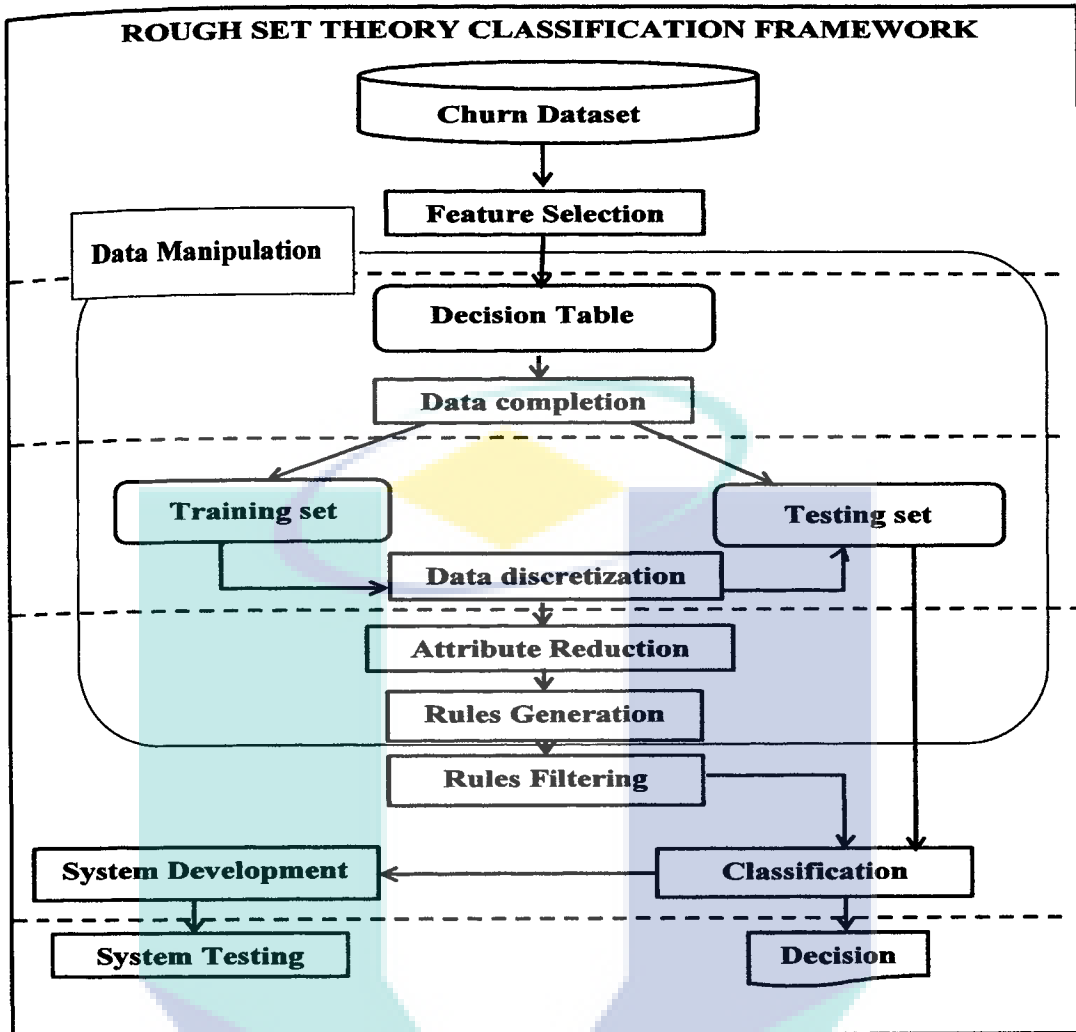 ROUGH SET THEORY CLASSIFICATION FRAMEWORK
Churn Dataset
Feature Selection
Data Manipulation
Decision Table
Data completion
Training set
Testing set
Data discretization
Attribute Reduction
Rules Generation
Rules Filtering
System Development
Classification
System Testing
Decision